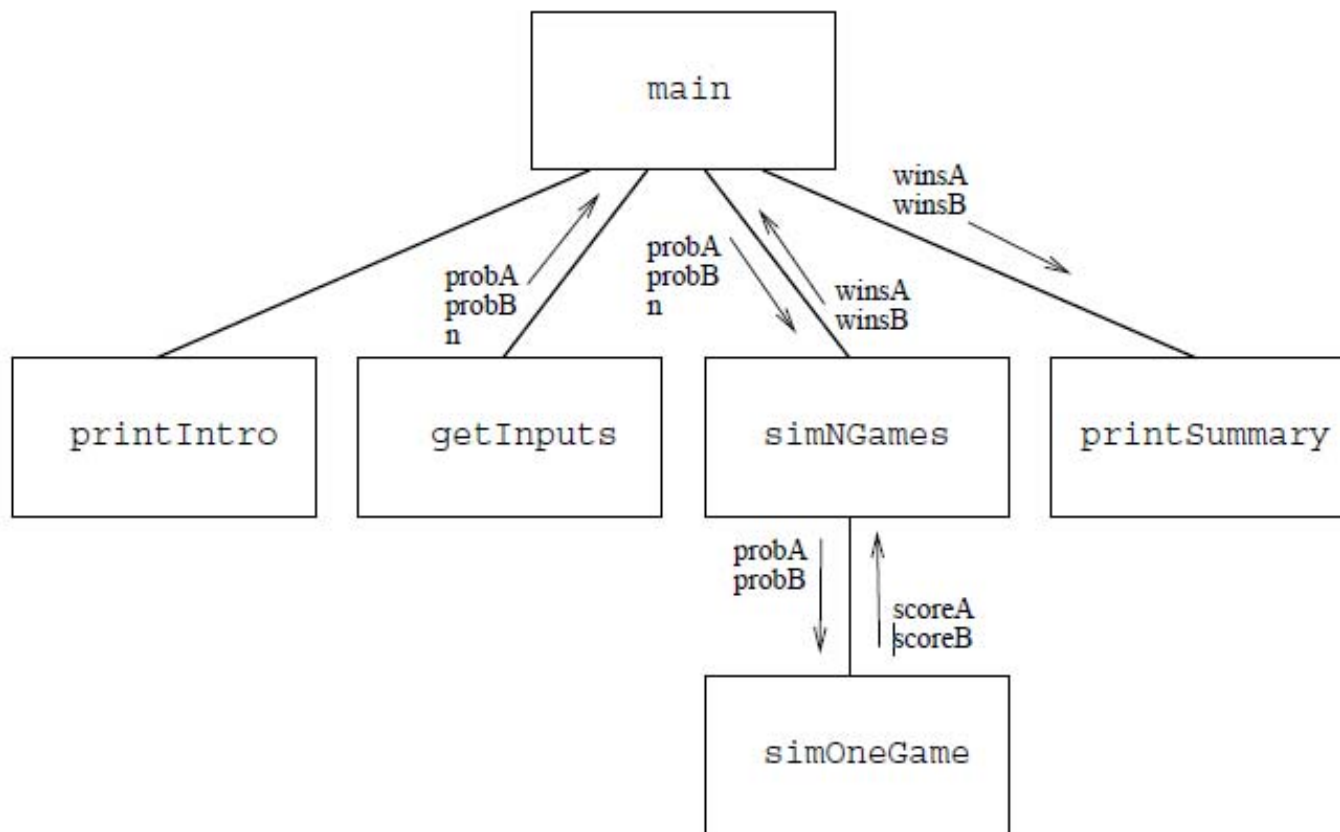 main
winsA
winsB
probA
probB
n
probA
probB
n
winsA
winsB
printIntro
getInputs
simNGames
printSummary
probA
probB
scoreA
scoreB
simOneGame